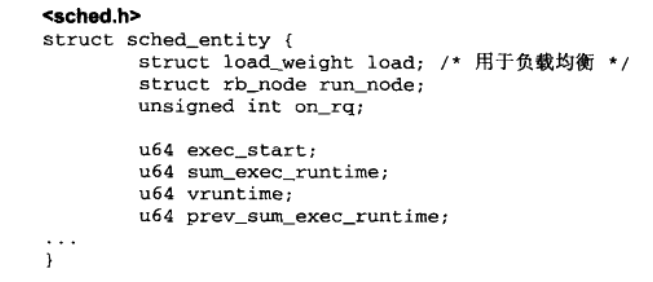 <sched.h>
struct sched_entity {
        struct load_weight load; /* 用于负载均衡 */
        struct rb_node run_node;
        unsigned int on_rq;

        u64 exec_start;
        u64 sum_exec_runtime;
        u64 vruntime;
        u64 prev_sum_exec_runtime;
...
}